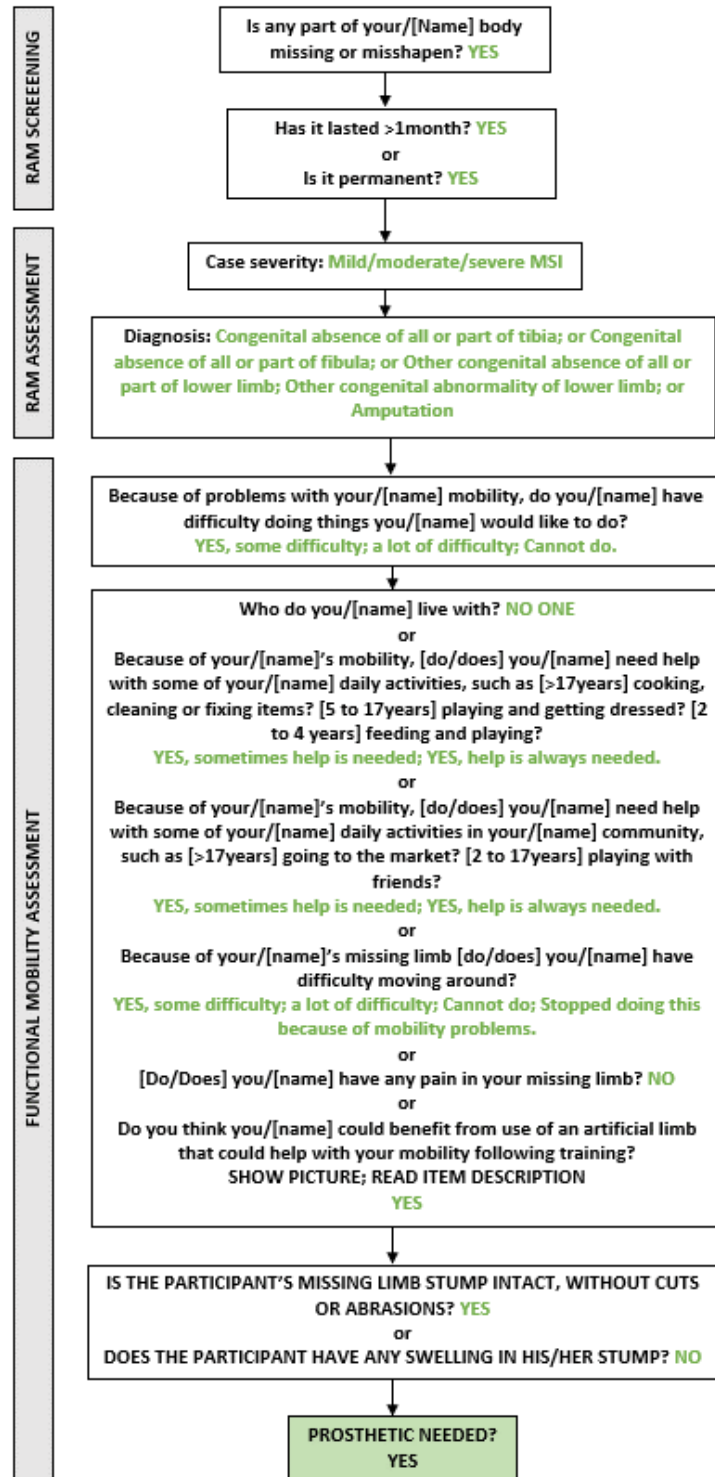 RAM SCREEENING
Is any part of your/[Name] body
missing or misshapen? YES
Has it lasted >1month? YES
or
Is it permanent? YES
RAM ASSESSMENT
Case severity: Mild/moderate/severe MSI
Diagnosis: Congenital absence of all or part of tibia; or Congenital
absence of all or part of fibula; or Other congenital absence of all or
part of lower limb; Other congenital abnormality of lower limb; or
Amputation
FUNCTIONAL MOBILITY ASSESSMENT
Because of problems with your/[name] mobility, do you/[name] have
difficulty doing things you/[name] would like to do?
YES, some difficulty; a lot of difficulty; Cannot do.
Who do you/[name] live with? NO ONE
or
Because of your/[name]'s mobility, [do/does] you/[name] need help
with some of your/[name] daily activities, such as [>17years] cooking,
cleaning or fixing items? [5 to 17years] playing and getting dressed? [2
to 4 years] feeding and playing?
YES, sometimes help is needed; YES, help is always needed.
or
Because of your/[name]'s mobility, [do/does] you/[name] need help
with some of your/[name] daily activities in your/[name] community,
such as [>17years] going to the market? [2 to 17years] playing with
friends?
YES, sometimes help is needed; YES, help is always needed.
or
Because of your/[name]'s missing limb [do/does] you/[name] have
difficulty moving around?
YES, some difficulty; a lot of difficulty; Cannot do; Stopped doing this
because of mobility problems.
or
[Do/Does] you/[name] have any pain in your missing limb? NO
or
Do you think you/[name] could benefit from use of an artificial limb
that could help with your mobility following training?
SHOW PICTURE; READ ITEM DESCRIPTION
YES
IS THE PARTICIPANT'S MISSING LIMB STUMP INTACT, WITHOUT CUTS
OR ABRASIONS? YES
or
DOES THE PARTICIPANT HAVE ANY SWELLING IN HIS/HER STUMP? NO
PROSTHETIC NEEDED?
YES